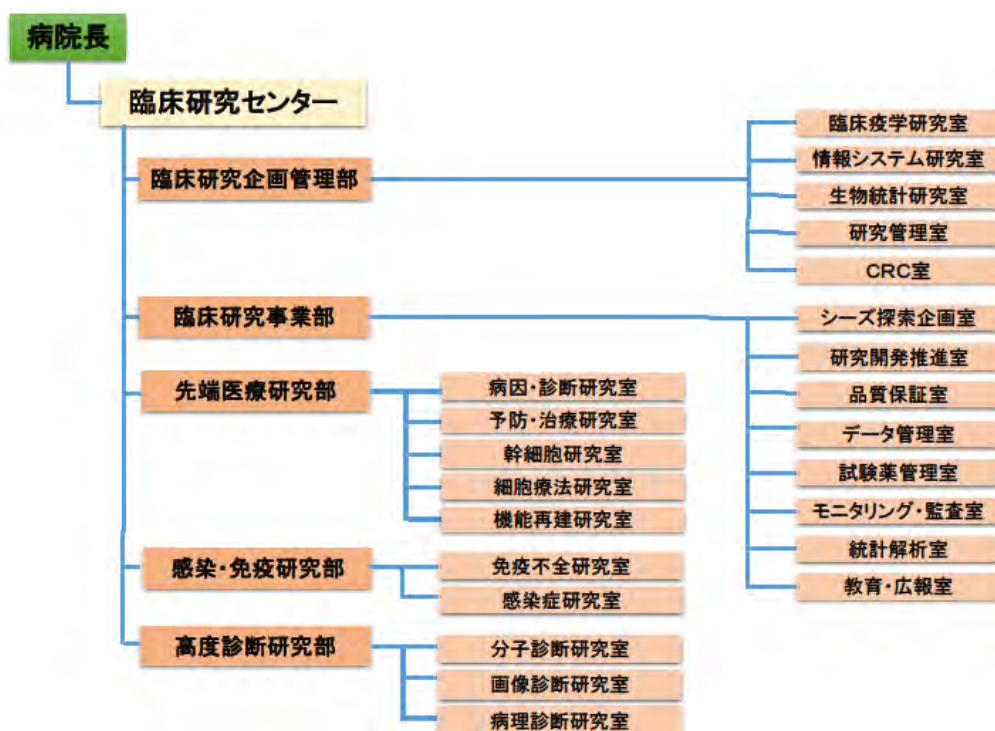 病院長
臨床研究センター
臨床研究企画管理部
臨床疫学研究室
情報システム研究室
生物統計研究室
研究管理室
CRC室
臨床研究事業部
シーズ探索企画室
研究開発推進室
品質保証室
データ管理室
試験薬管理室
モニタリング・監査室
統計解析室
教育・広報室
先端医療研究部
病因・診断研究室
予防・治療研究室
幹細胞研究室
細胞療法研究室
機能再建研究室
感染・免疫研究部
免疫不全研究室
感染症研究室
高度診断研究部
分子診断研究室
画像診断研究室
病理診断研究室